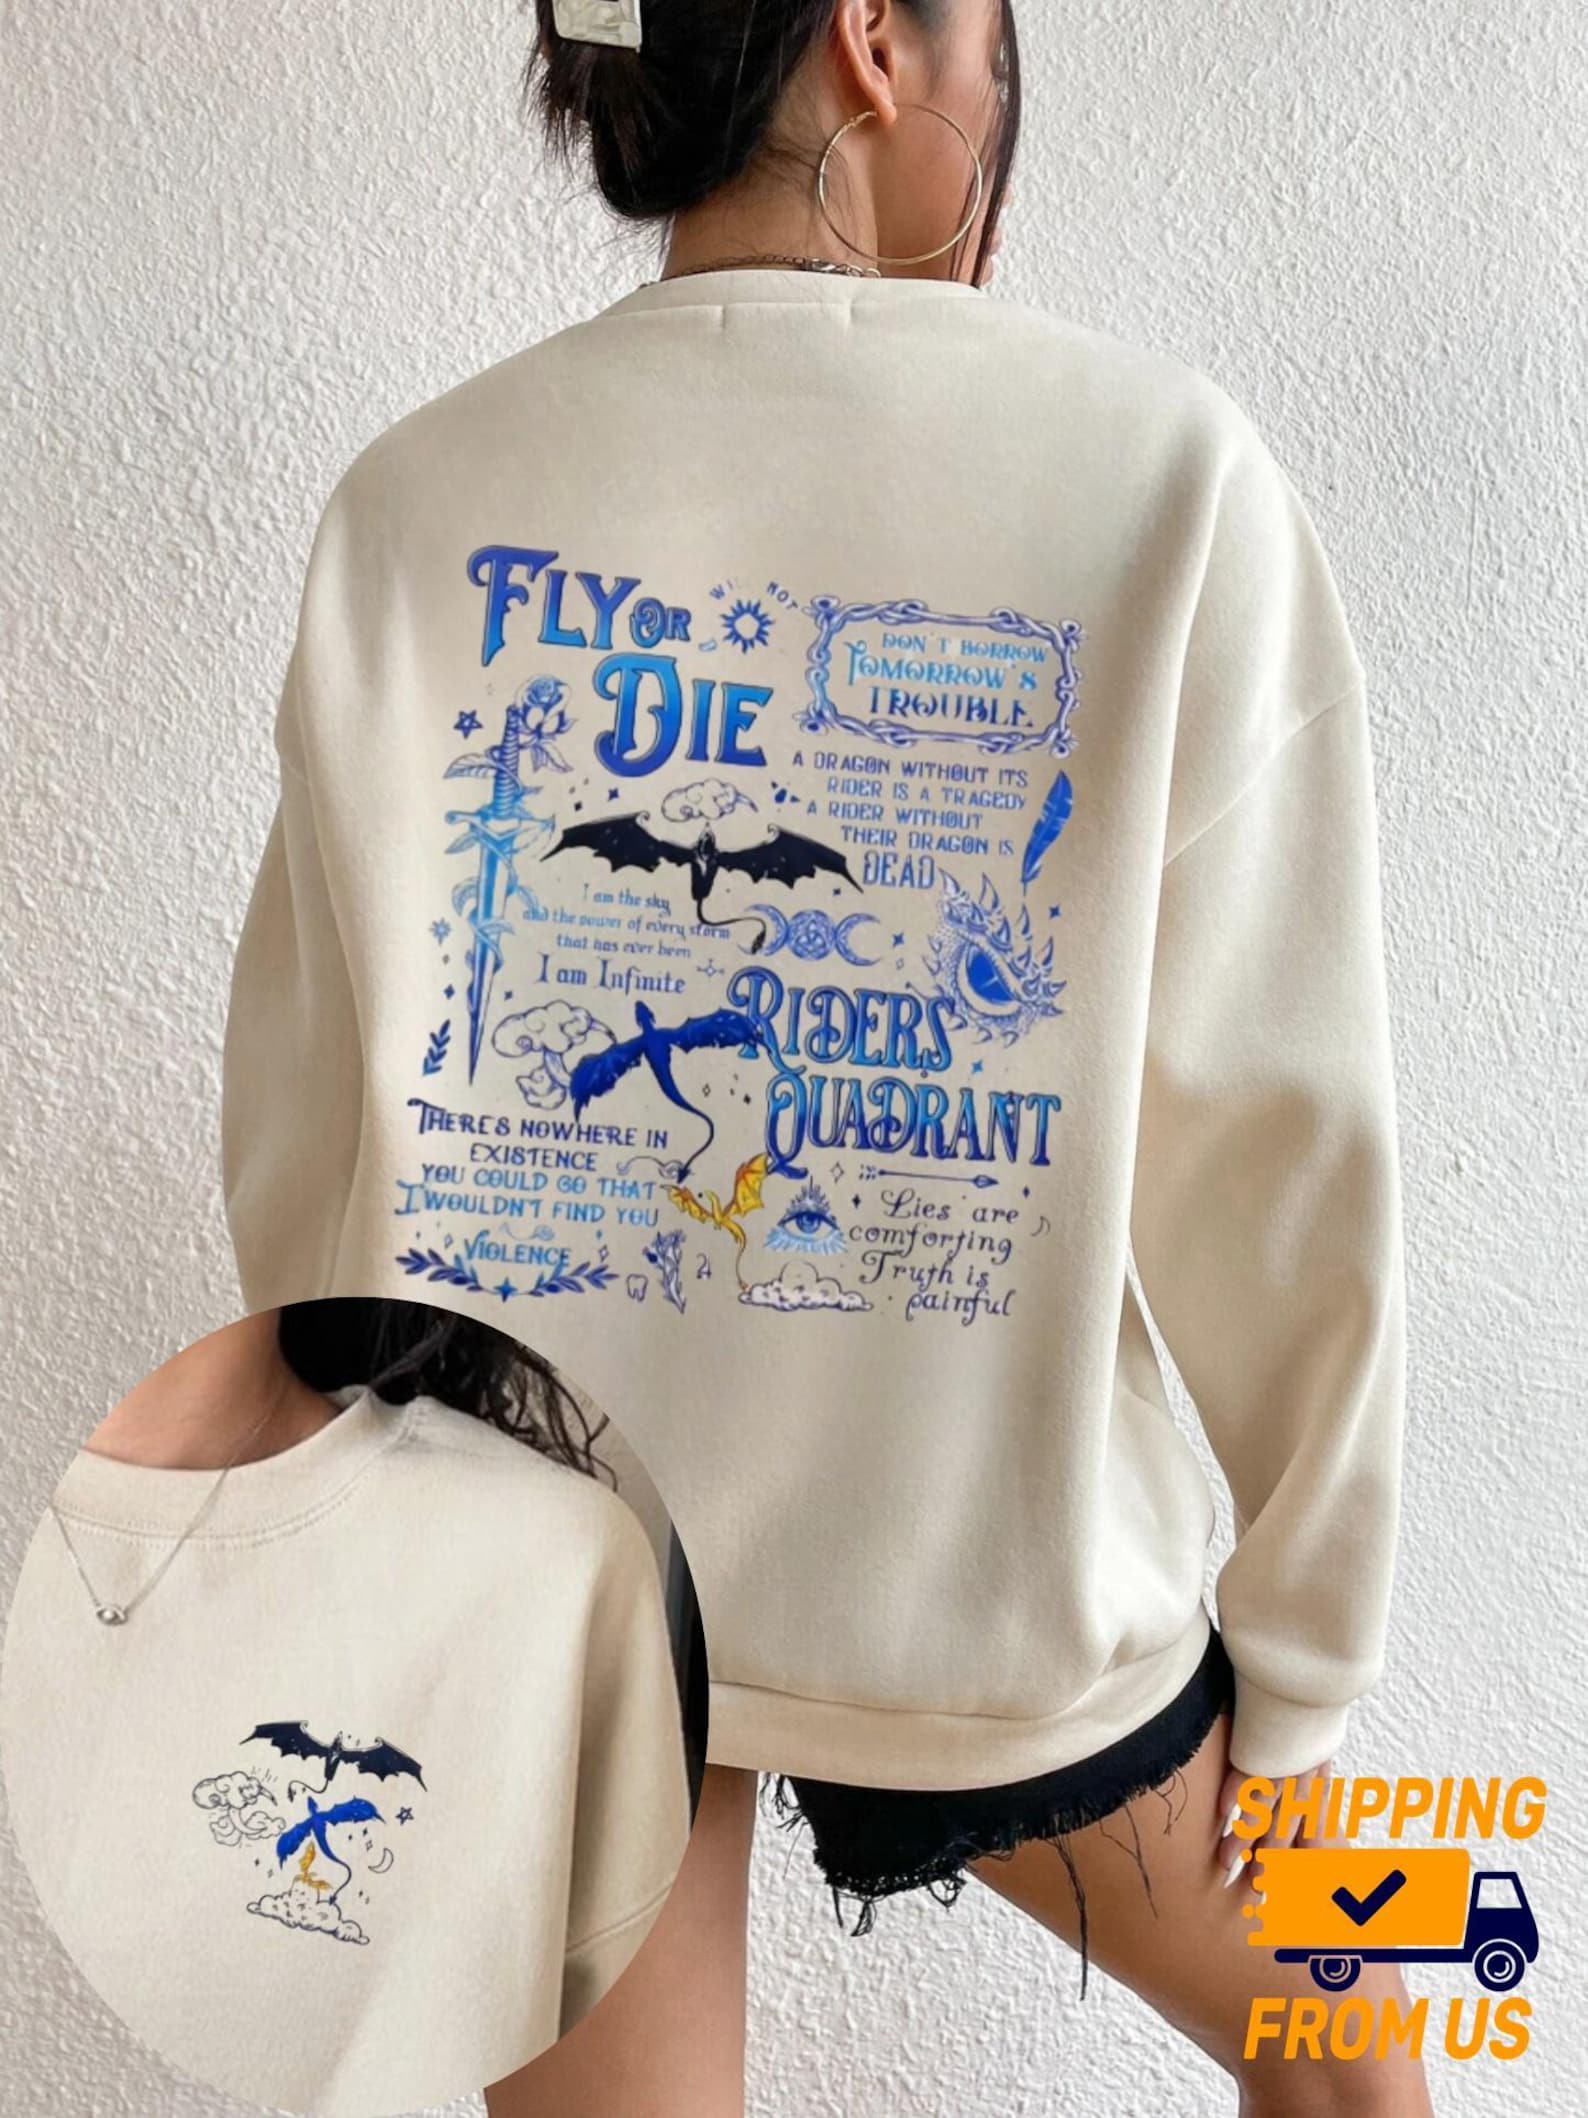 FLY OR
DIE
NOT
DON'T BORROW
TOMORROW'S
TROUBLE
A DRAGON WITHOUT ITS
RIDER IS A TRAGEDY
A RIDER WITHOUT
THEIR DRAGON IS
DEAD
I am the sky
and the power of every storm
that has ever been
I am Infinite
RIDERS
QUADRANT
THERES NOWHERE IN
EXISTENCE
YOU COULD GO THAT
I WOULDN'T FIND YOU
VIOLENCE
Lies are
comforting
Truth is
painful
SHIPPING
FROM US